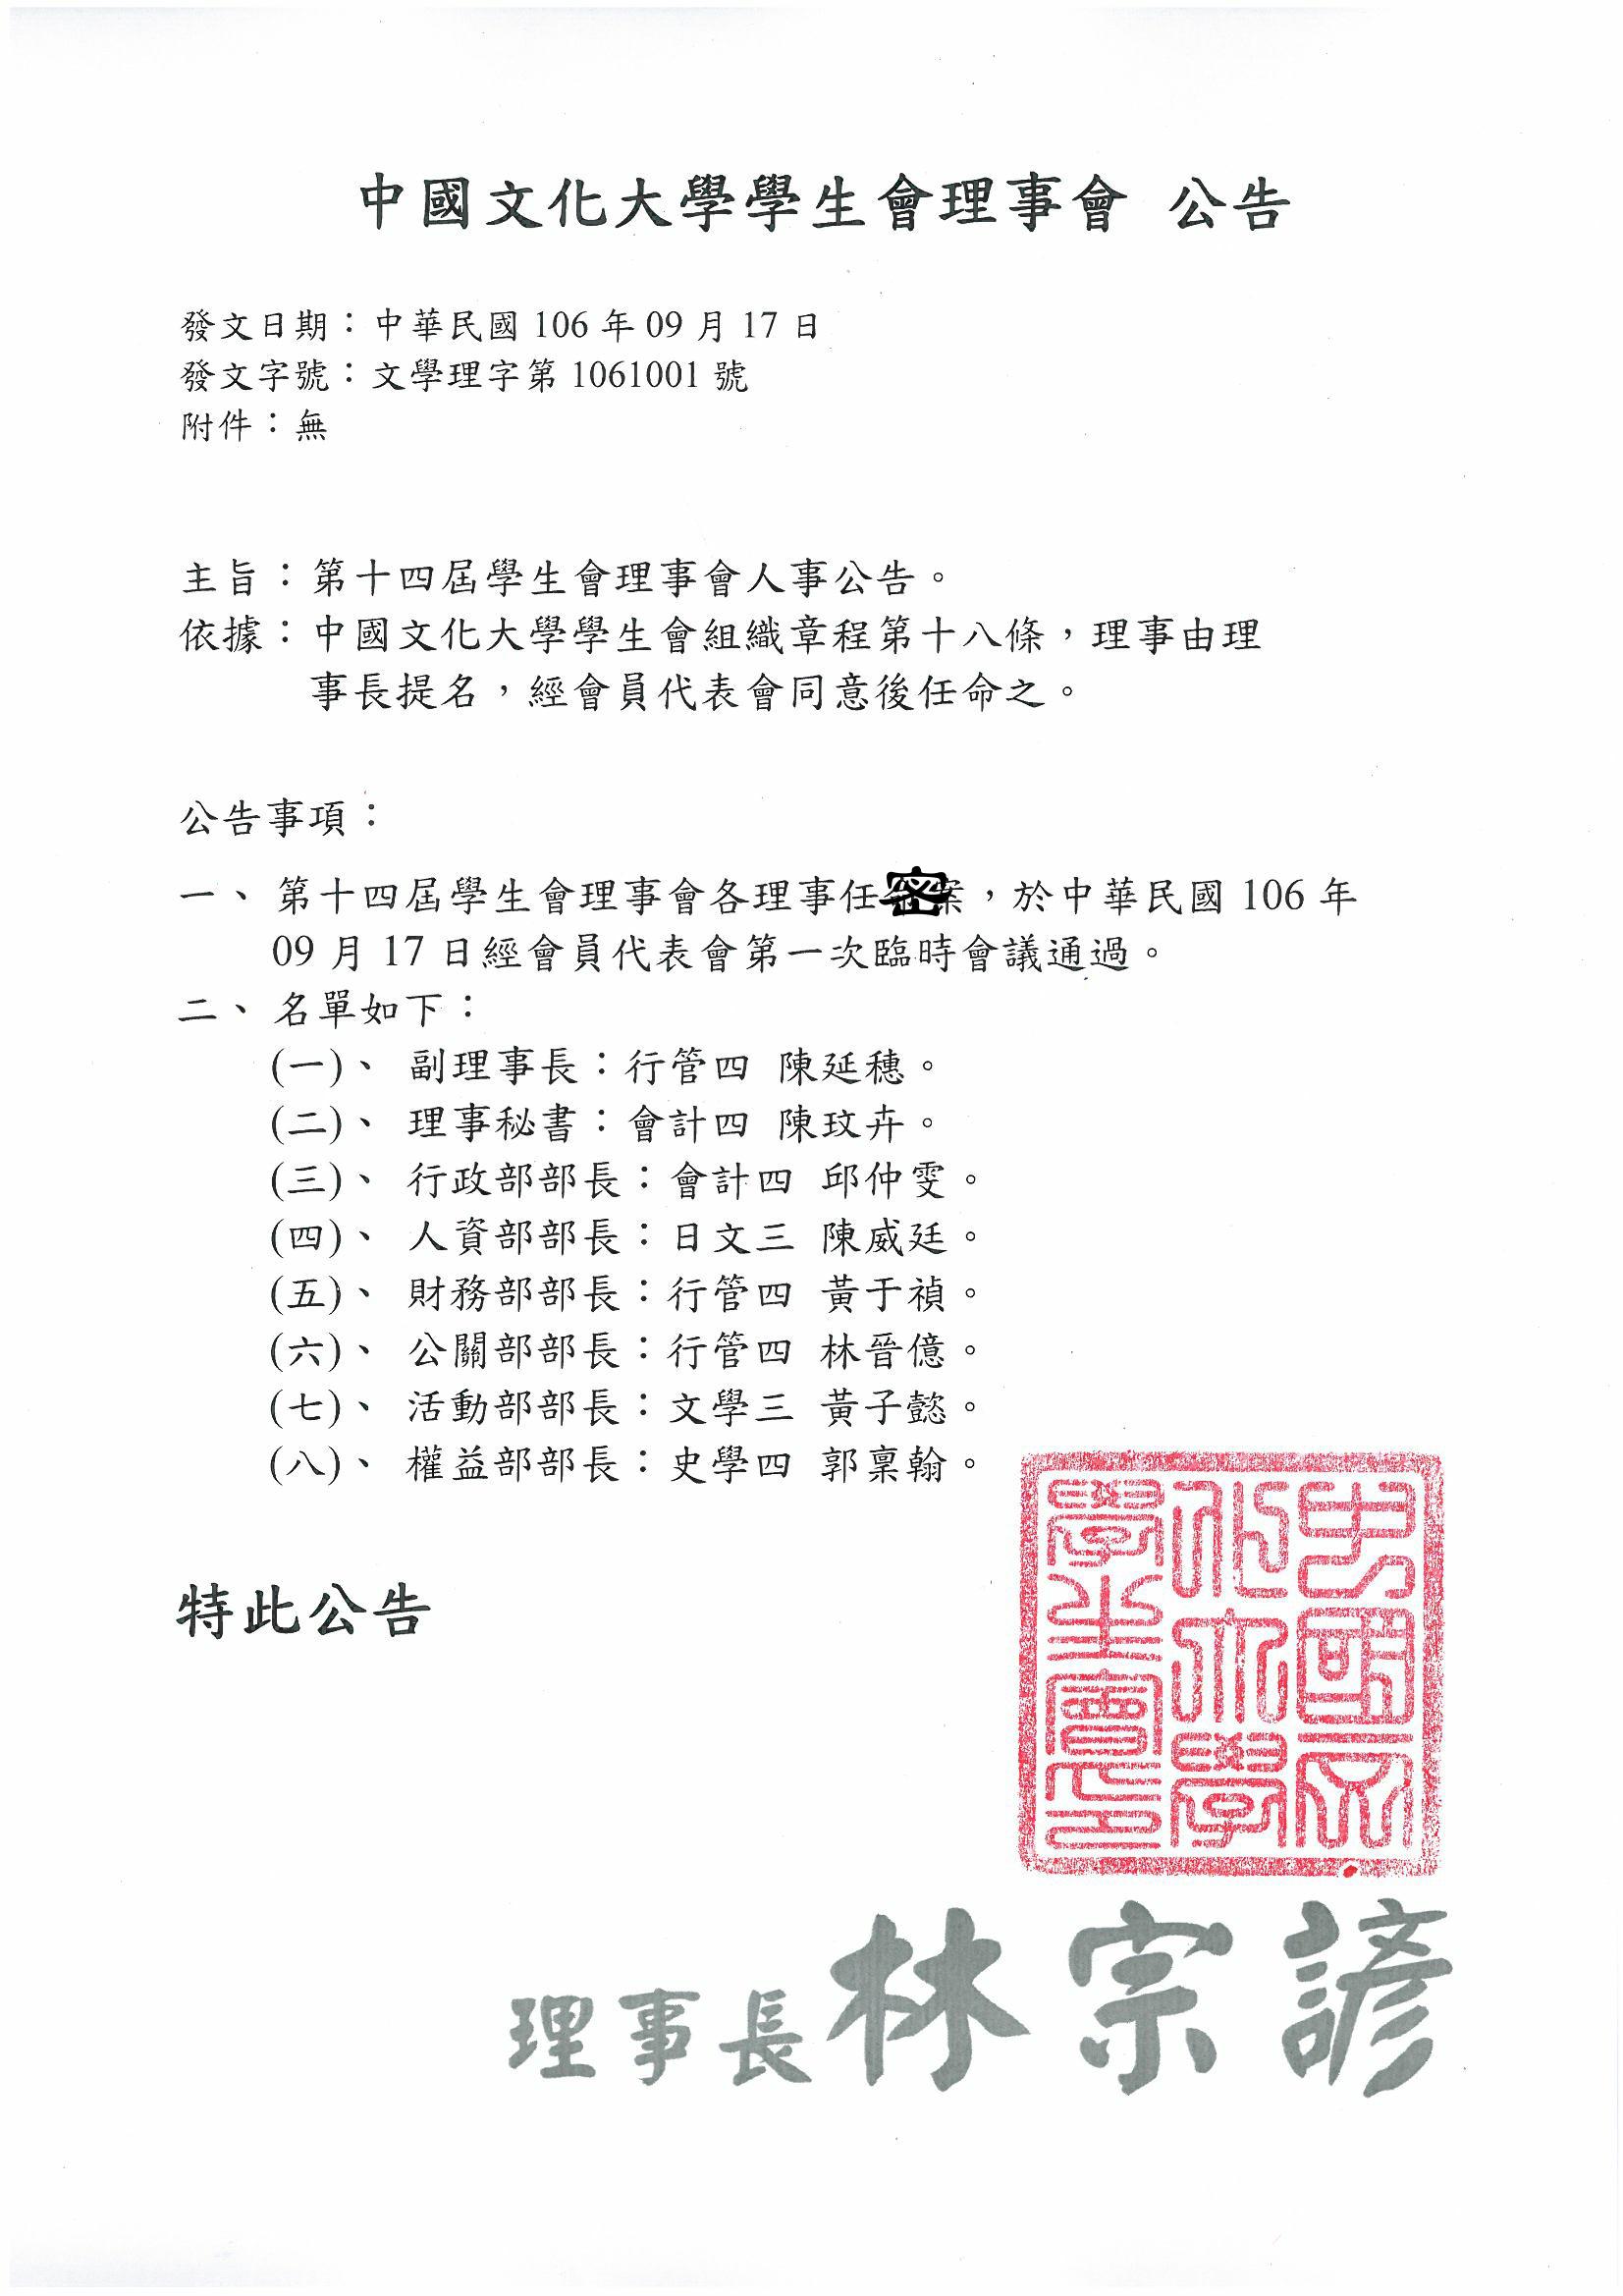 中國文化大學學生會理事會 公告
發文日期：中華民國 106 年 09 月 17 日
發文字號：文學理字第 1061001 號
附件：無
主旨：第十四屆學生會理事會人事公告。
依據：中國文化大學學生會組織章程第十八條，理事由理
事長提名，經會員代表會同意後任命之。
公告事項：
一、 第十四屆學生會理事會各理事任密案，於中華民國 106 年
09 月 17 日經會員代表會第一次臨時會議通過。
二、 名單如下：
(一)、 副理事長：行管四 陳延穗。
(二)、 理事秘書：會計四 陳玟卉。
(三)、 行政部部長：會計四 邱仲雯。
(四)、 人資部部長：日文三 陳威廷。
(五)、 財務部部長：行管四 黃于禎。
(六)、 公關部部長：行管四 林晉億。
(七)、 活動部部長：文學三 黃子懿。
(八)、 權益部部長：史學四 郭稟翰。
特此公告
中國文
化大學
學生會印
理事長林宗諺